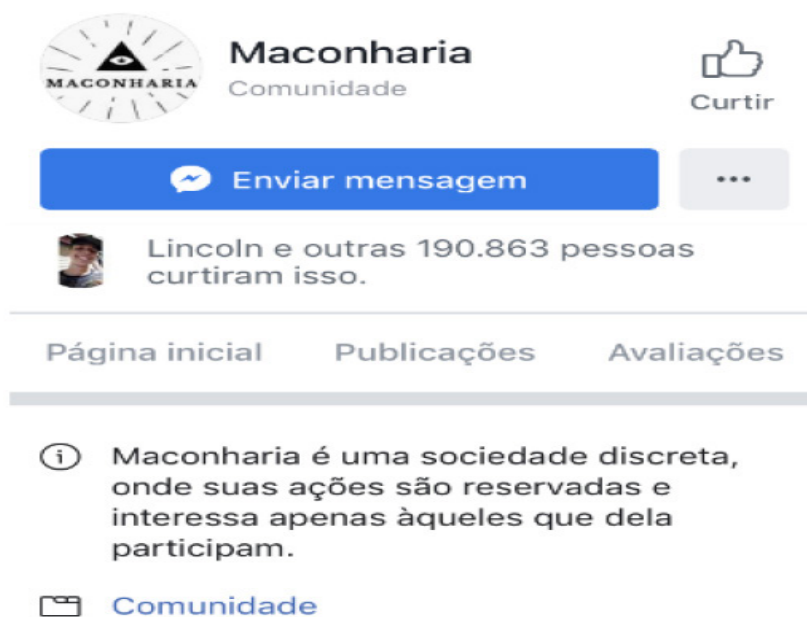 MACONHARIA
Maconharia
Comunidade
Curtir
Enviar mensagem
Lincoln e outras 190.863 pessoas
curtiram isso.
Página inicial Publicações Avaliações
Maconharia é uma sociedade discreta,
onde suas ações são reservadas e
interessa apenas àqueles que dela
participam.
Comunidade